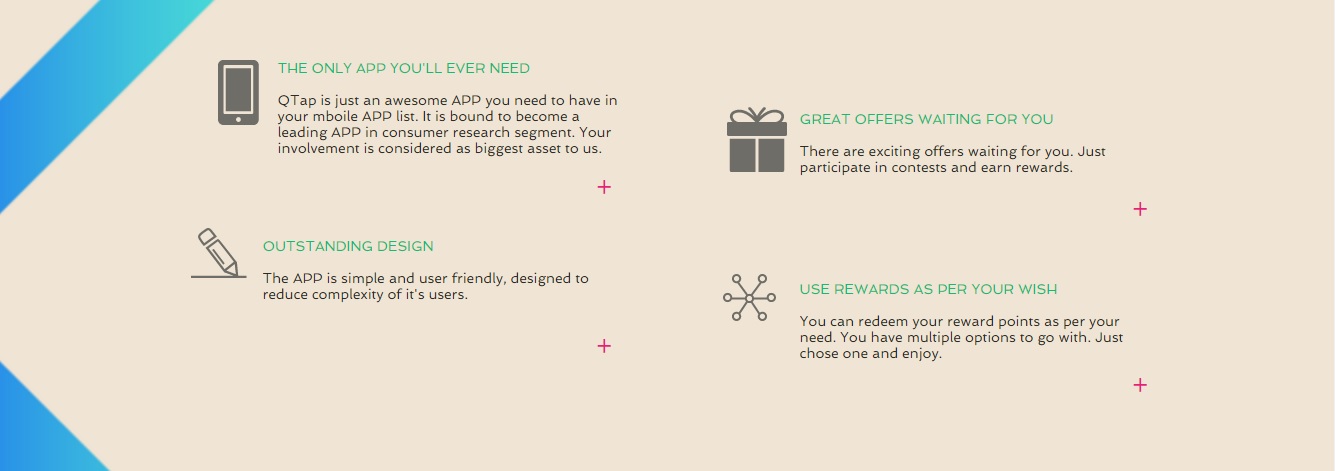 THE ONLY APP YOU'LL EVER NEED
QTap is just an awesome APP you need to have in
your mboile APP list. It is bound to become a
leading APP in consumer research segment. Your
involvement is considered as biggest asset to us.
+
OUTSTANDING DESIGN
The APP is simple and user friendly, designed to
reduce complexity of it's users.
+
GREAT OFFERS WAITING FOR YOU
There are exciting offers waiting for you. Just
participate in contests and earn rewards.
+
USE REWARDS AS PER YOUR WISH
You can redeem your reward points as per your
need. You have multiple options to go with. Just
chose one and enjoy.
+